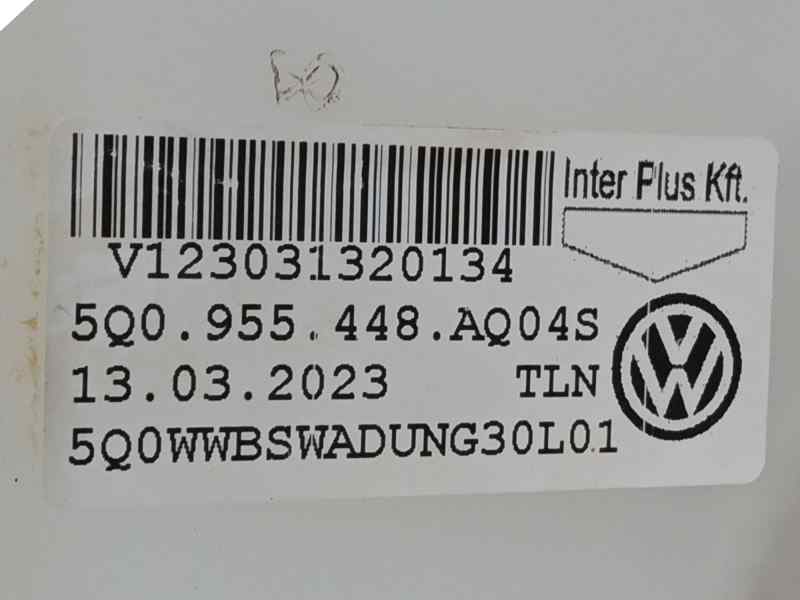 Inter Plus Kft.
V123031320134
5Q0.955.448.AQ04S
13.03.2023 TLN
5Q0WWBSWADUNG30L01